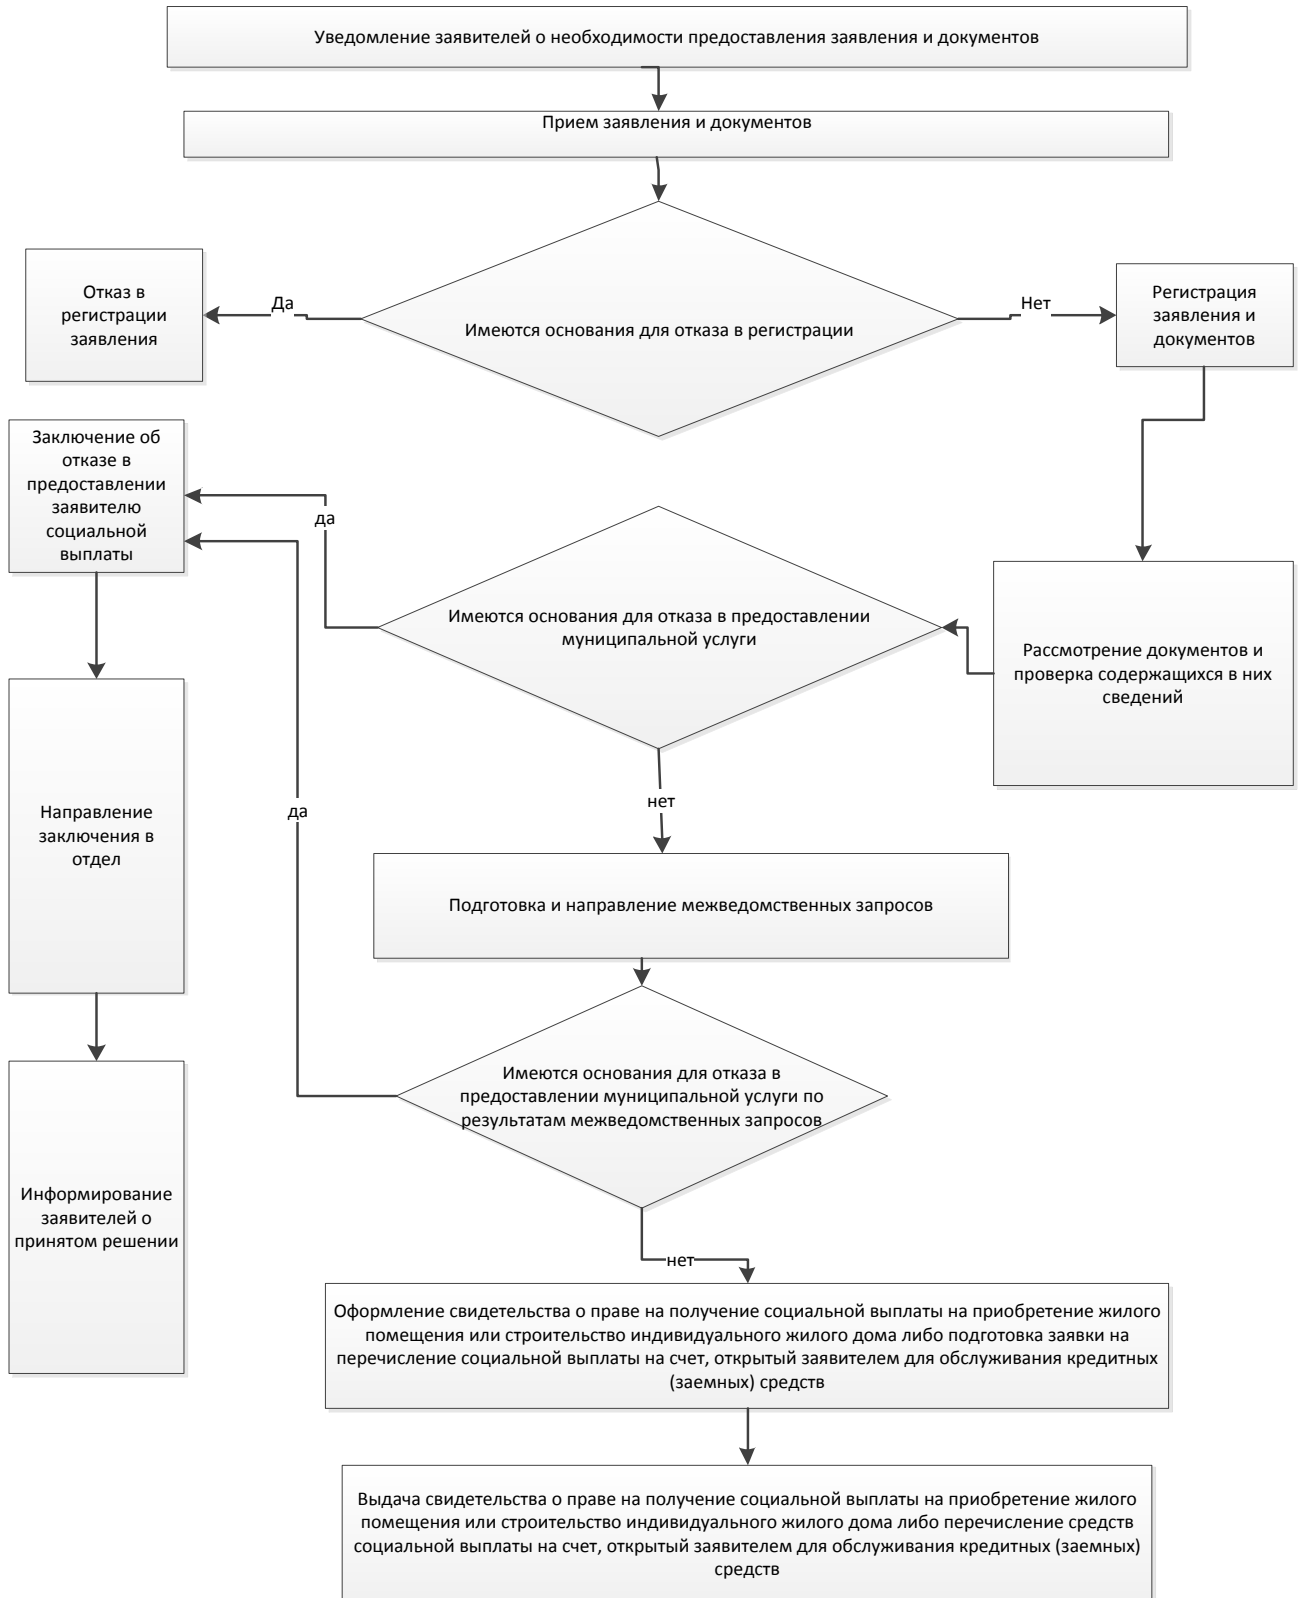 Уведомление заявителей о необходимости предоставления заявления и документов
Прием заявления и документов
Отказ в
регистрации
заявления
Да
Имеются основания для отказа в регистрации
Нет
Регистрация
заявления и
документов
Заключение об
отказе в
предоставлении
заявителю
социальной
выплаты
да
Имеются основания для отказа в предоставлении
муниципальной услуги
Рассмотрение документов и
проверка содержащихся в них
сведений
нет
да
Направление
заключения в
отдел
Подготовка и направление межведомственных запросов
Имеются основания для отказа в
предоставлении муниципальной услуги по
результатам межведомственных запросов
Информирование
заявителей о
принятом решении
нет
Оформление свидетельства о праве на получение социальной выплаты на приобретение жилого
помещения или строительство индивидуального жилого дома либо подготовка заявки на
перечисление социальной выплаты на счет, открытый заявителем для обслуживания кредитных
(заемных) средств
Выдача свидетельства о праве на получение социальной выплаты на приобретение жилого
помещения или строительство индивидуального жилого дома либо перечисление средств
социальной выплаты на счет, открытый заявителем для обслуживания кредитных (заемных)
средств